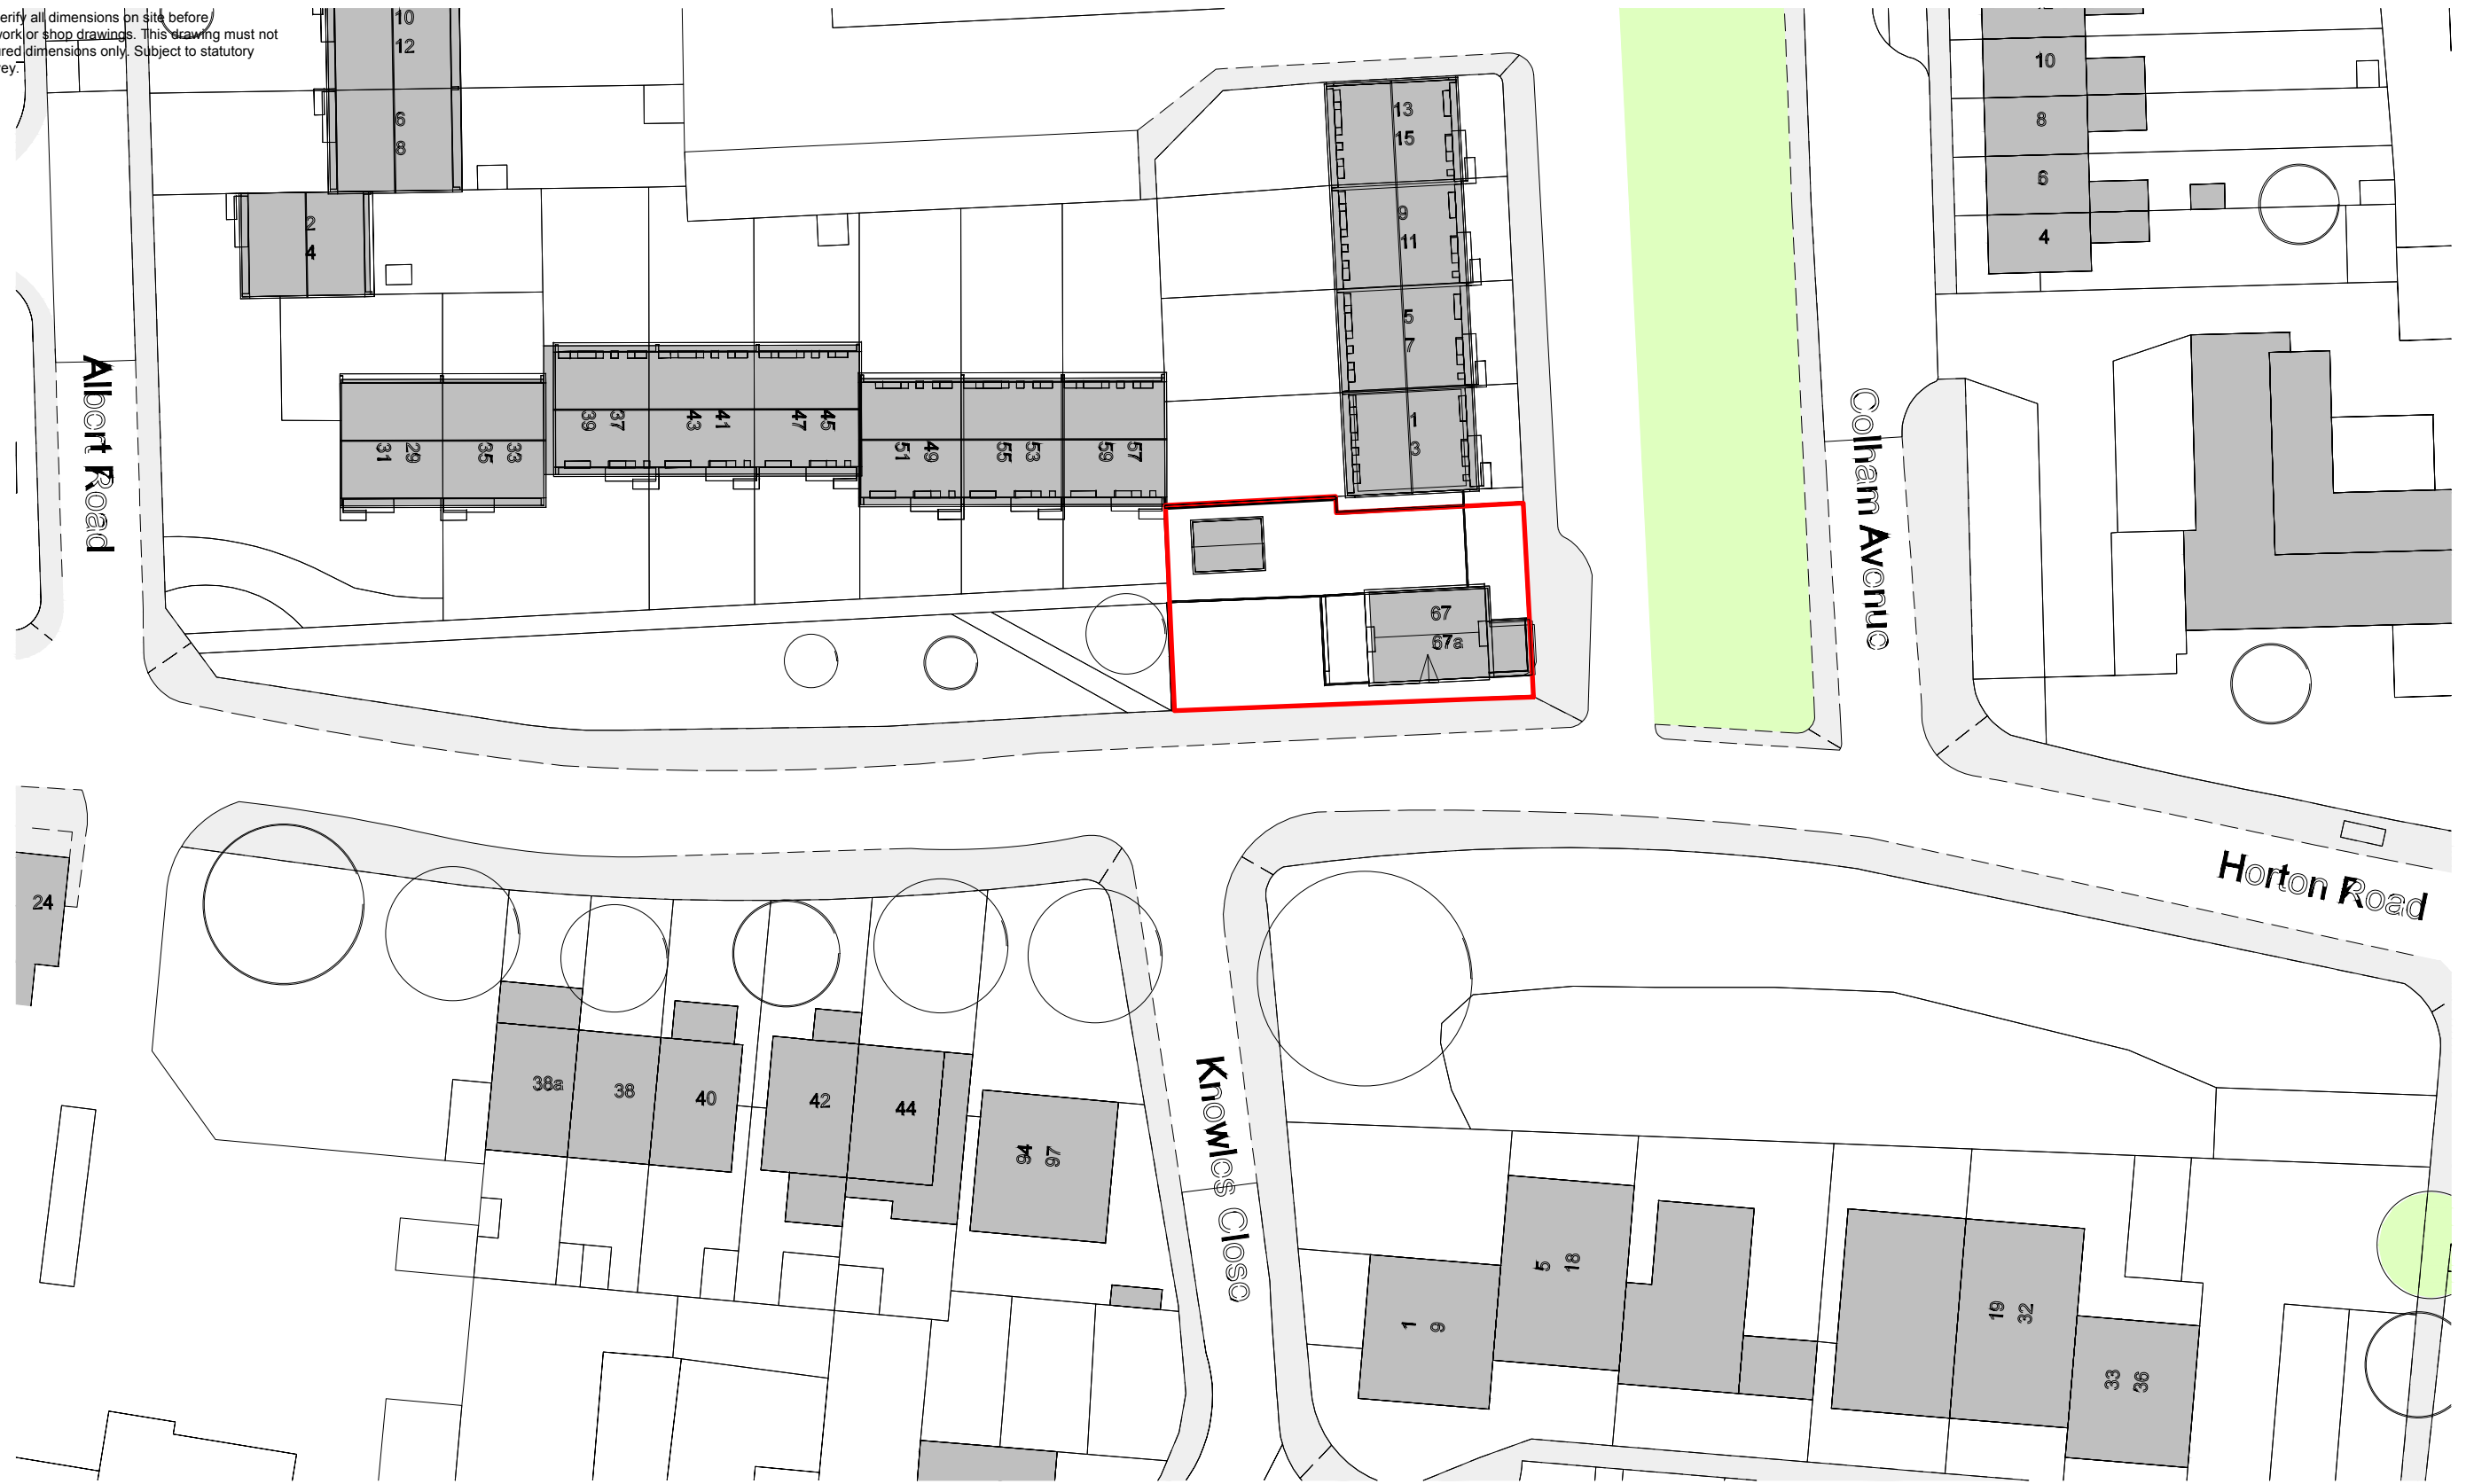 erify all dimensions on site before
work or shop drawings. This drawing must not
red dimensions only. Subject to statutory
vey.
10
12
6
8
2
4
13
15
9
11
5
7
1
3
10
8
6
4
Albert Road
31 29 35 33
39 37 43 41 47 45
51 49 55 53 59 57
67
67a
Colham Avenue
Horton Road
24
38a
38
40
42
44
94 97
Knowles Close
1 9
5 18
19 32
33 36